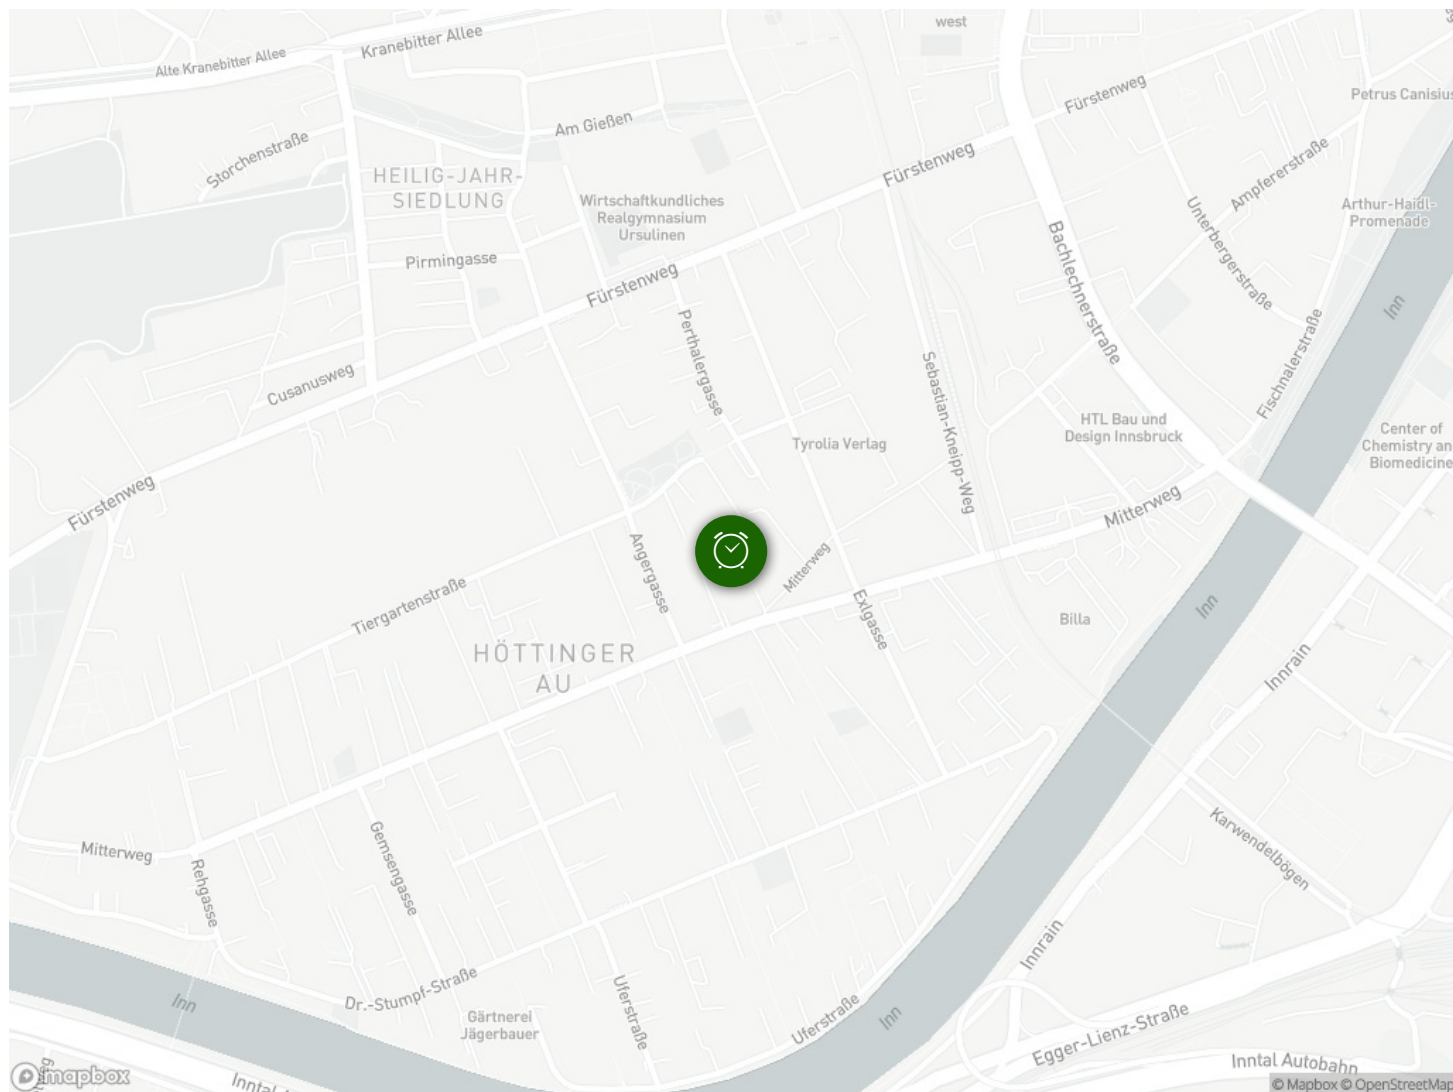 west
Kranebitter Allee
Alte Kranebitter Allee
Fürstenweg
Petrus Canisius
Am Gießen
Storchenstraße
Ampfererstraße
HEILIG-JAHR-
SIEDLUNG
Fürstenweg
Wirtschaftkundliches
Realgymnasium
Ursulinen
Arthur-Haidl-
Promenade
Unterbergerstraße
Bachlechnerstraße
Pirmingasse
Fürstenweg
Inn
Perthalergasse
Fischnalerstraße
Sebastian-Kneipp-Weg
Cusanusweg
HTL Bau und
Design Innsbruck
Tyrolia Verlag
Center of
Chemistry an
Biomedicine
Fürstenweg
Mitterweg
Angergasse
Mitterweg
Tiergartenstraße
Exlgasse
Inn
Billa
HÖTTINGER
AU
Innrain
Karwendelbögen
Mitterweg
Gemsengasse
Rehgasse
Innrain
Dr.-Stumpf-Straße
Inn
Uferstraße
Gärtnerei
Jägerbauer
Uferstraße
Inn
Egger-Lienz-Straße
Inntal Autobahn
mapbox
Inntal A
© Mapbox © OpenStreetMap